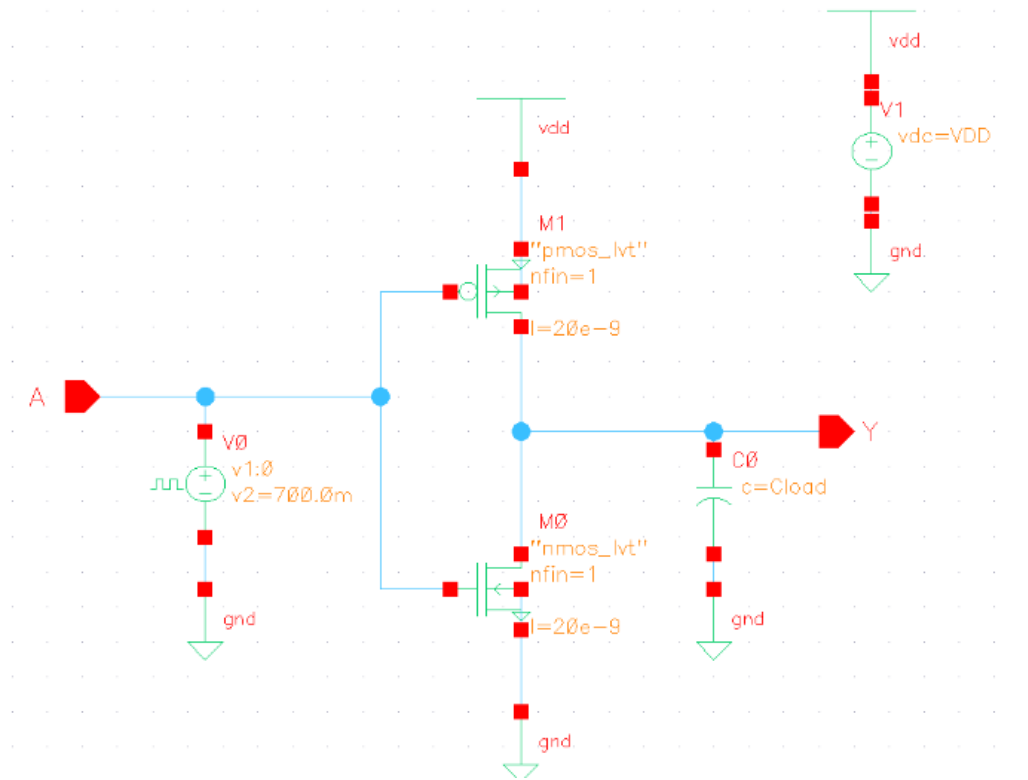 vdd
V1
vdc=VDD
gnd
vdd
M1
"pmos_lvt"
nfin=1
l=20e-9
A
V0
v1:0
v2=700.0m
gnd
Y
C0
c=Cload
gnd
M0
"nmos_lvt"
nfin=1
l=20e-9
gnd